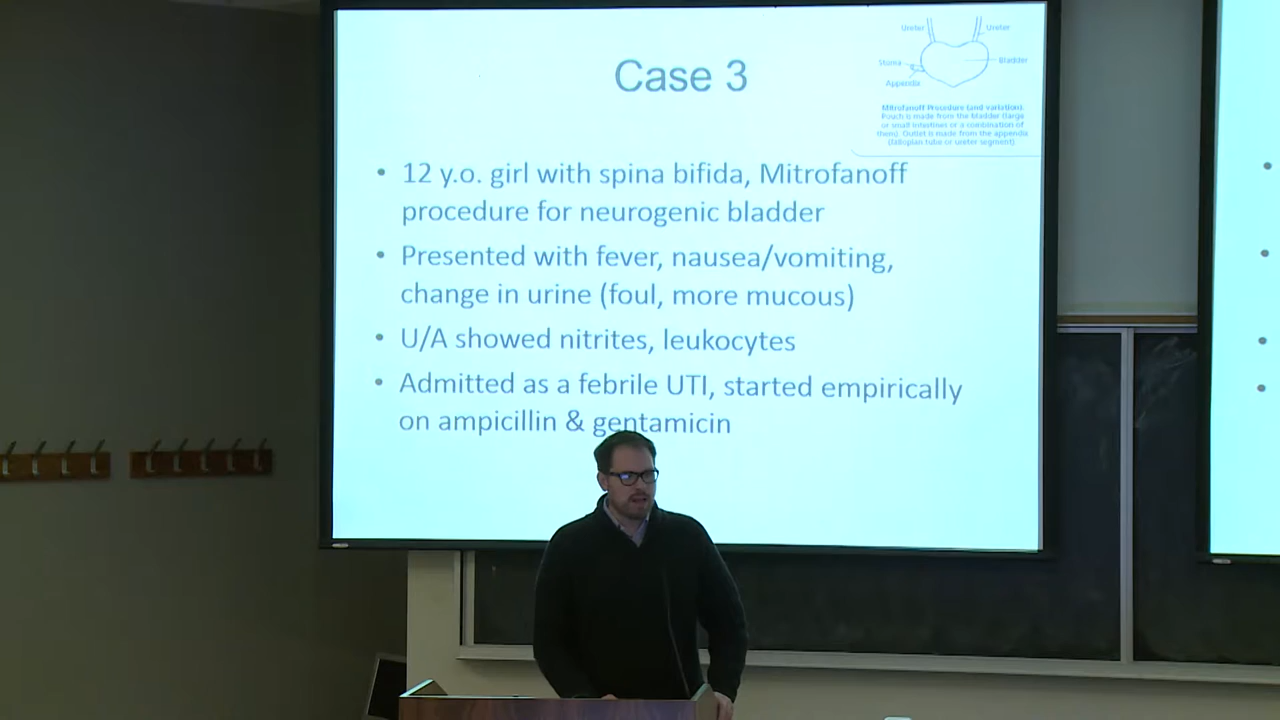 Case 3
Ureter
Ureter
Stoma
Bladder
Appendix
Mitrofanoff Procedure (and variation).
Pouch is made from the bladder (large
or small intestines or a combination of
them). Outlet is made from the appendix
(fallopian tube or ureter segment)
• 12 y.o. girl with spina bifida, Mitrofanoff
procedure for neurogenic bladder
• Presented with fever, nausea/vomiting,
change in urine (foul, more mucous)
• U/A showed nitrites, leukocytes
• Admitted as a febrile UTI, started empirically
on ampicillin & gentamicin